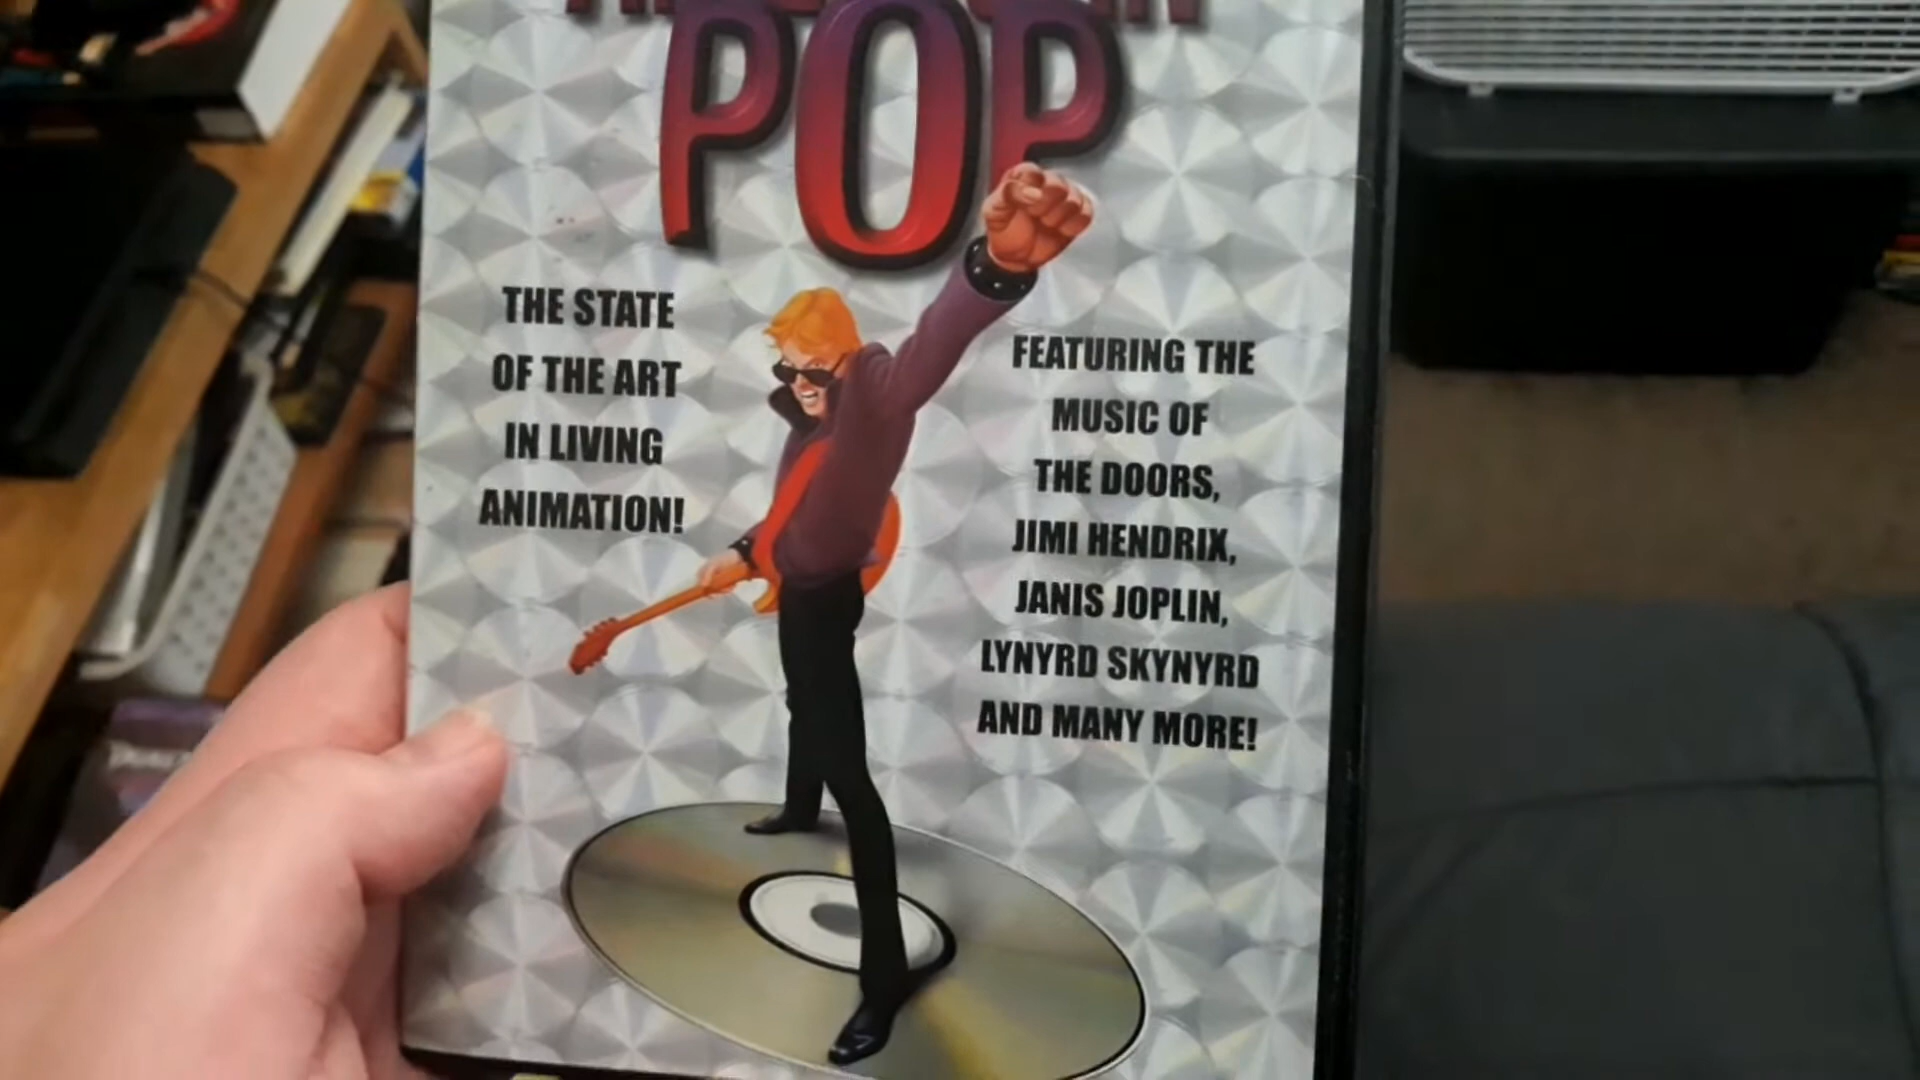 POP
THE STATE
OF THE ART
IN LIVING
ANIMATION!
FEATURING THE
MUSIC OF
THE DOORS,
JIMI HENDRIX,
JANIS JOPLIN,
LYNYRD SKYNYRD
AND MANY MORE!